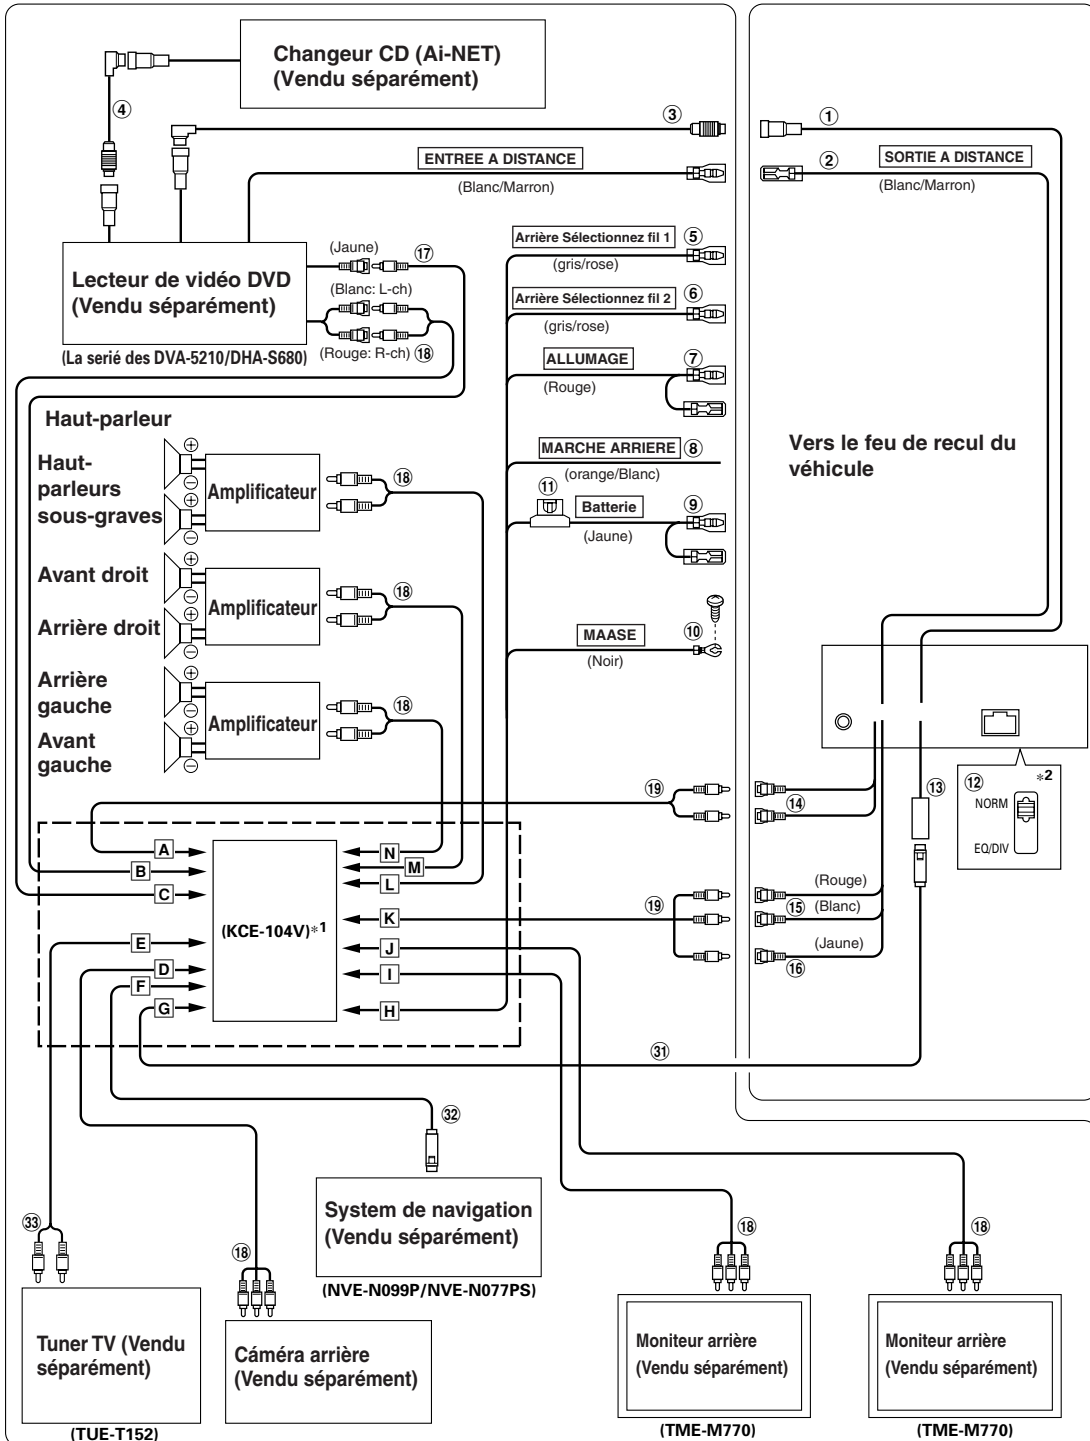 Changeur CD (Ai-NET)
(Vendu séparément)
④
③
①
ENTREE A DISTANCE
(Blanc/Marron)
②
SORTIE A DISTANCE
(Blanc/Marron)
Lecteur de vidéo DVD
(Vendu séparément)
(La serié des DVA-5210/DHA-S680)
(Jaune)
⑰
(Blanc: L-ch)
(Rouge: R-ch)
⑱
Arrière Sélectionnez fil 1
⑤
(gris/rose)
Arrière Sélectionnez fil 2
⑥
(gris/rose)
ALLUMAGE
⑦
(Rouge)
MARCHE ARRIERE
⑧
(orange/Blanc)
⑪
Batterie
⑨
(Jaune)
MAASE
⑩
(Noir)
Vers le feu de recul du
véhicule
Haut-parleur
Haut-
parleurs
sous-graves
⊕
⊖
⊕
⊖
Amplificateur
⑱
Avant droit
Arrière droit
⊕
⊖
⊕
⊖
Amplificateur
⑱
Arrière
gauche
Avant
gauche
⊕
⊖
⊕
⊖
Amplificateur
⑱
⑲
⑭
⑬
⑫
*2
NORM
EQ/DIV
A
B
C
E
D
F
G
(KCE-104V)*1
N
M
L
K
J
I
H
⑲
(Rouge)
⑮
(Blanc)
(Jaune)
⑯
㉛
㉜
System de navigation
(Vendu séparément)
(NVE-N099P/NVE-N077PS)
㉝
⑱
⑱
⑱
Tuner TV (Vendu
séparément)
(TUE-T152)
Cáméra arrière
(Vendu séparément)
Moniteur arrière
(Vendu séparément)
(TME-M770)
Moniteur arrière
(Vendu séparément)
(TME-M770)